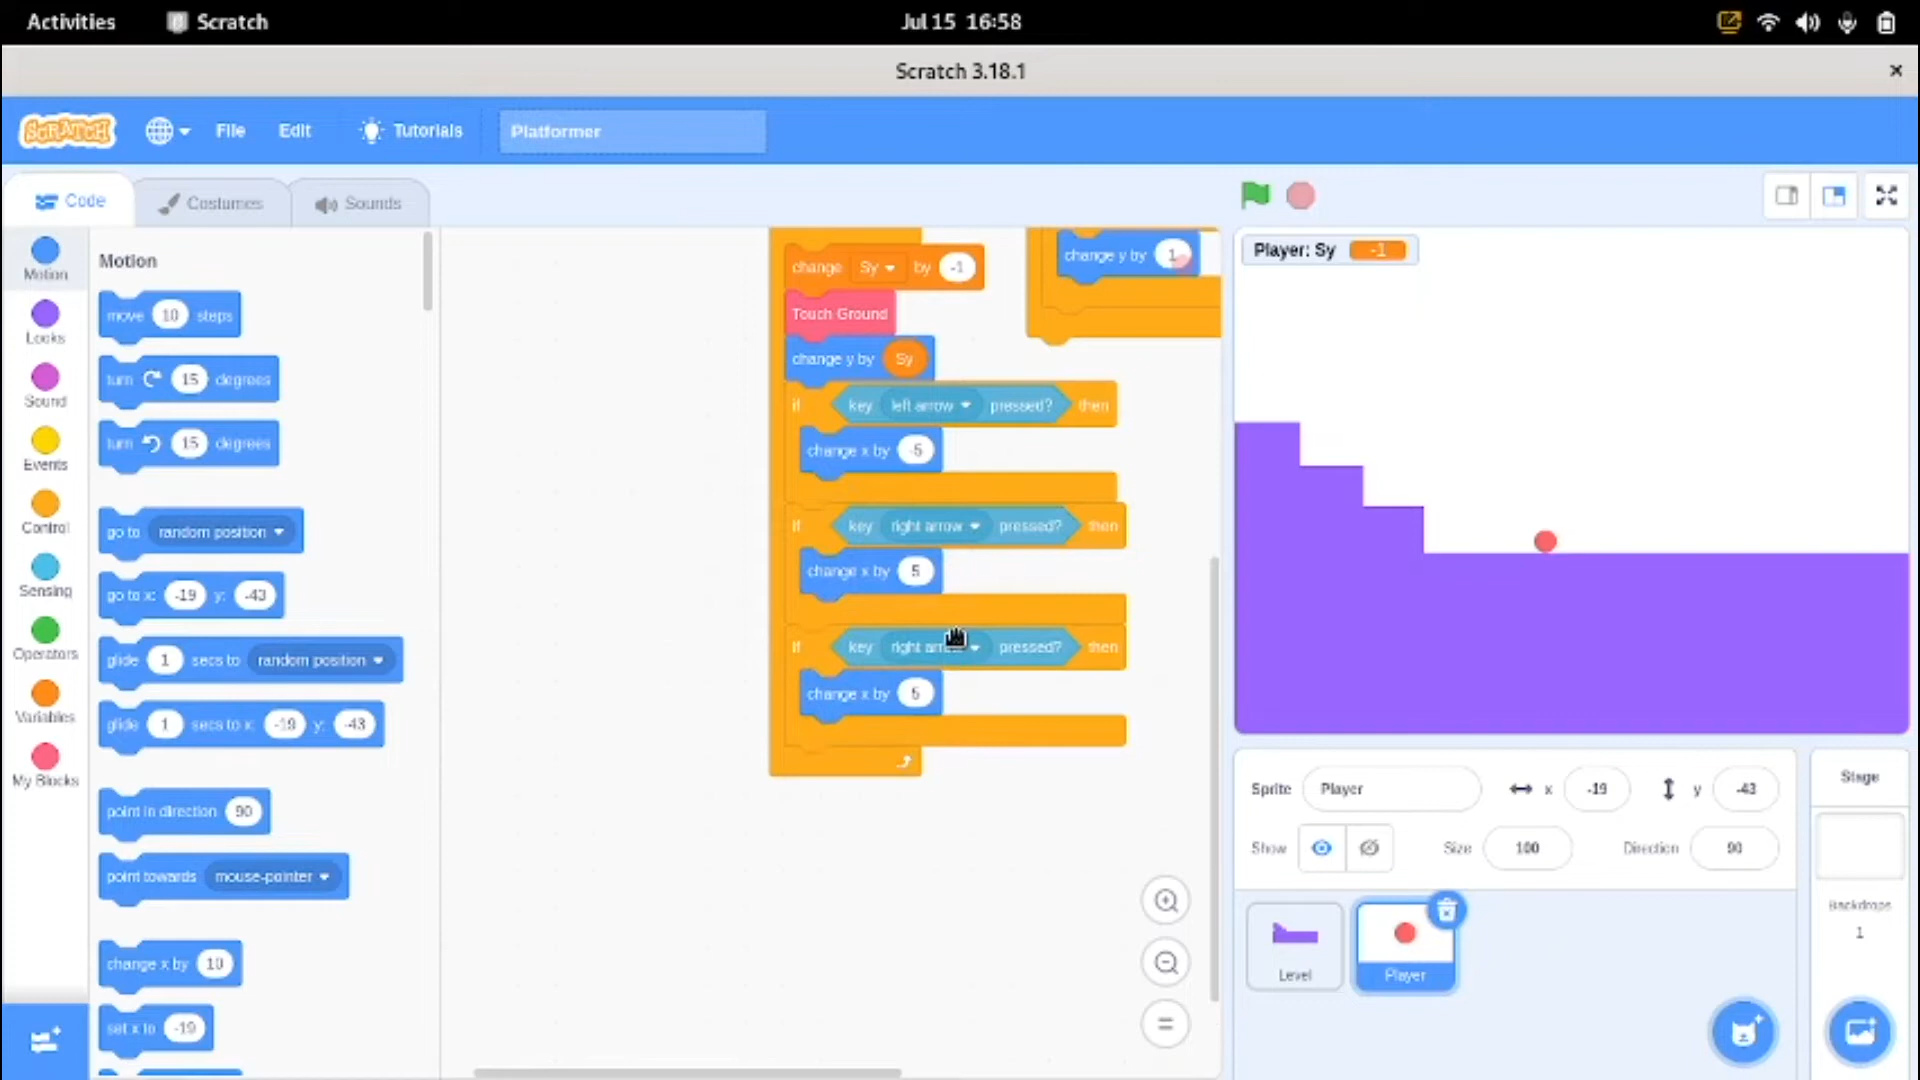 Activities Scratch Jul 15 16:58
Scratch 3.18.1
SCRATCH File Edit Tutorials Platformer
Code Costumes Sounds
Motion
Looks
Sound
Events
Control
Sensing
Operators
Variables
My Blocks
Motion
move 10 steps
turn 15 degrees
turn 15 degrees
go to random position
go to x: -19 y: -43
glide 1 secs to random position
glide 1 secs to x: -19 y: -43
point in direction 90
point towards mouse-pointer
change x by 10
set x to -19
change Sy by -1
Touch Ground
change y by Sy
if key left arrow pressed? then
change x by -5
if key right arrow pressed? then
change x by 5
if key right pressed? then
change x by 5
change y by 1
Player: Sy -1
Sprite Player x -19 y -43
Show Size 100 Direction 90
Level
Player
Stage
Backdrops
1